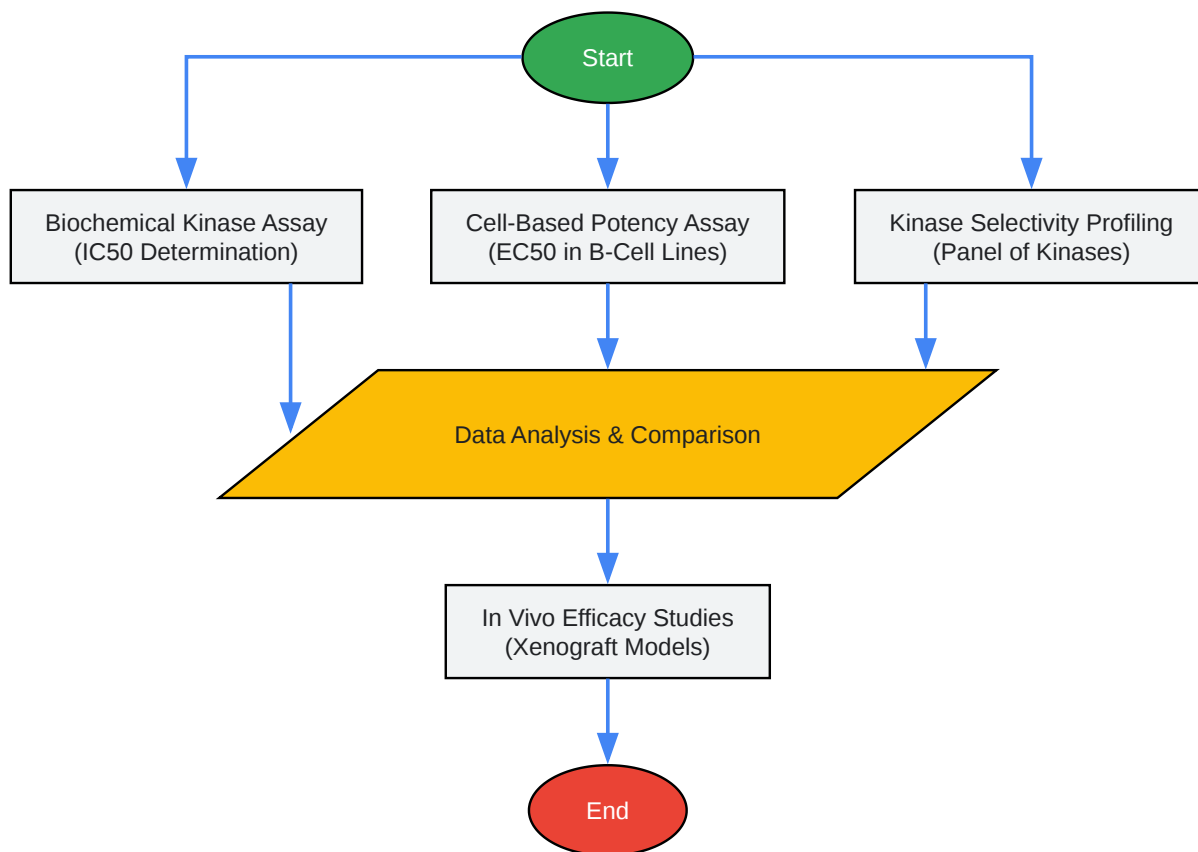 Start
Biochemical Kinase Assay
(IC50 Determination)
Cell-Based Potency Assay
(EC50 in B-Cell Lines)
Kinase Selectivity Profiling
(Panel of Kinases)
Data Analysis & Comparison
In Vivo Efficacy Studies
(Xenograft Models)
End